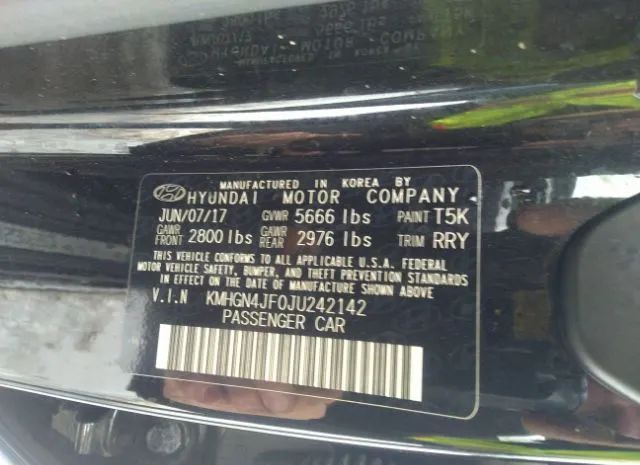 MANUFACTURED IN KOREA BY
HYUNDAI MOTOR COMPANY
JUN/07/17 GVWR 5666 lbs PAINT T5K
GAWR FRONT 2800 lbs GAWR REAR 2976 lbs TRIM RRY
THIS VEHICLE CONFORMS TO ALL APPLICABLE U.S.A. FEDERAL
MOTOR VEHICLE SAFETY, BUMPER, AND THEFT PREVENTION STANDARDS
IN EFFECT ON THE DATE OF MANUFACTURE SHOWN ABOVE.
V.I.N KMHGN4JF0JU242142
PASSENGER CAR